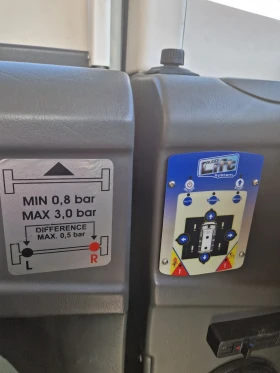 MIN 0,8 bar
MAX 3,0 bar
DIFFERENCE
MAX. 0,5 bar
L
R